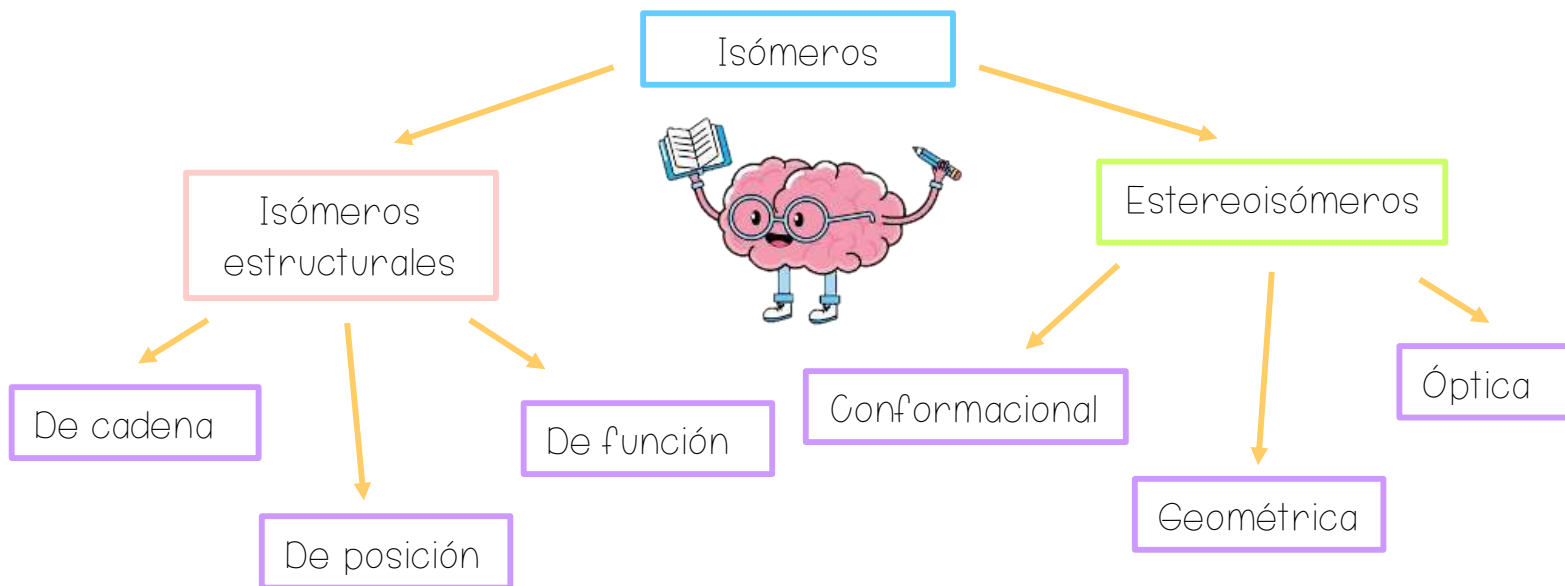 Isómeros
Isómeros
estructurales
Estereoisómeros
De cadena
De posición
De función
Conformacional
Geométrica
Óptica